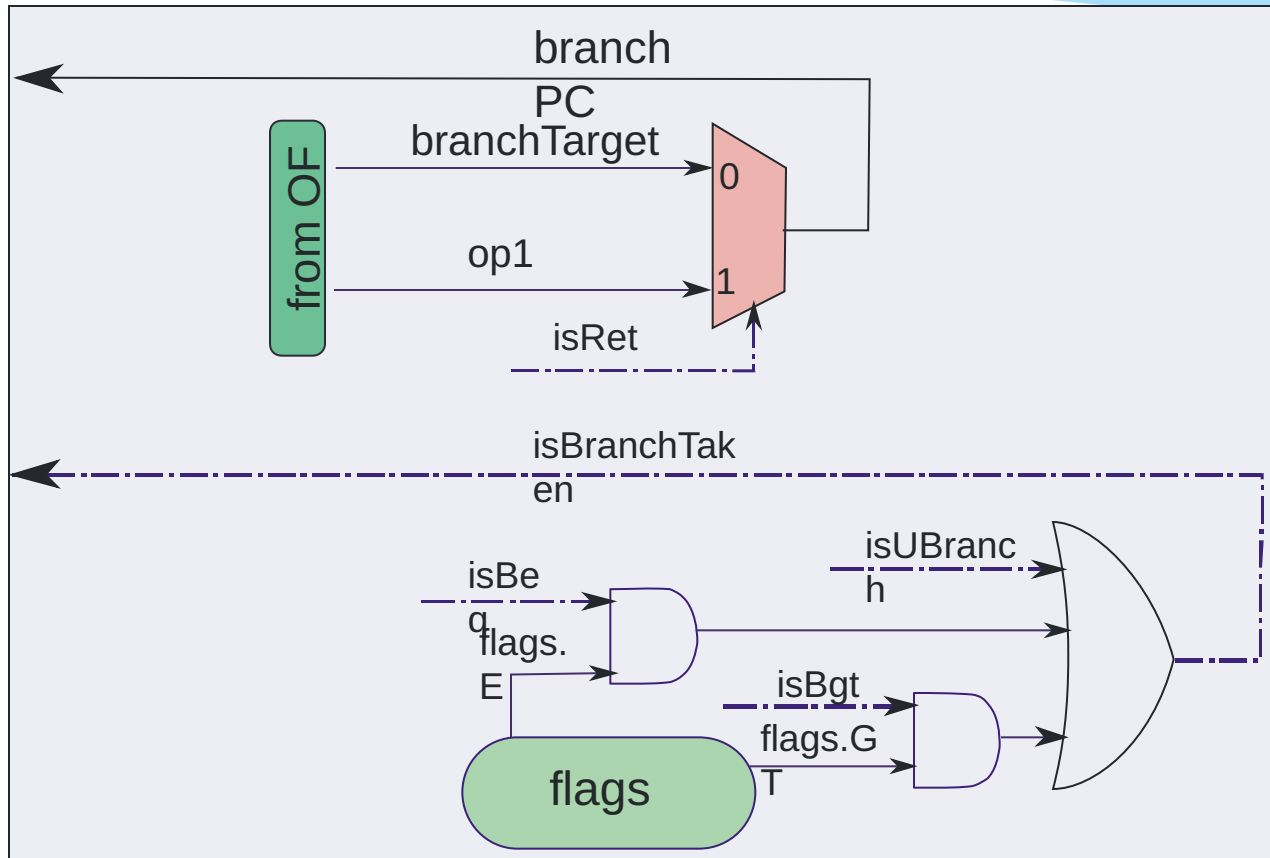 branch
PC
branchTarget
from OF
0
op1
1
isRet
isBranchTak
en
isUBranc
h
isBe
q
flags.
E
isBgt
flags.G
T
flags